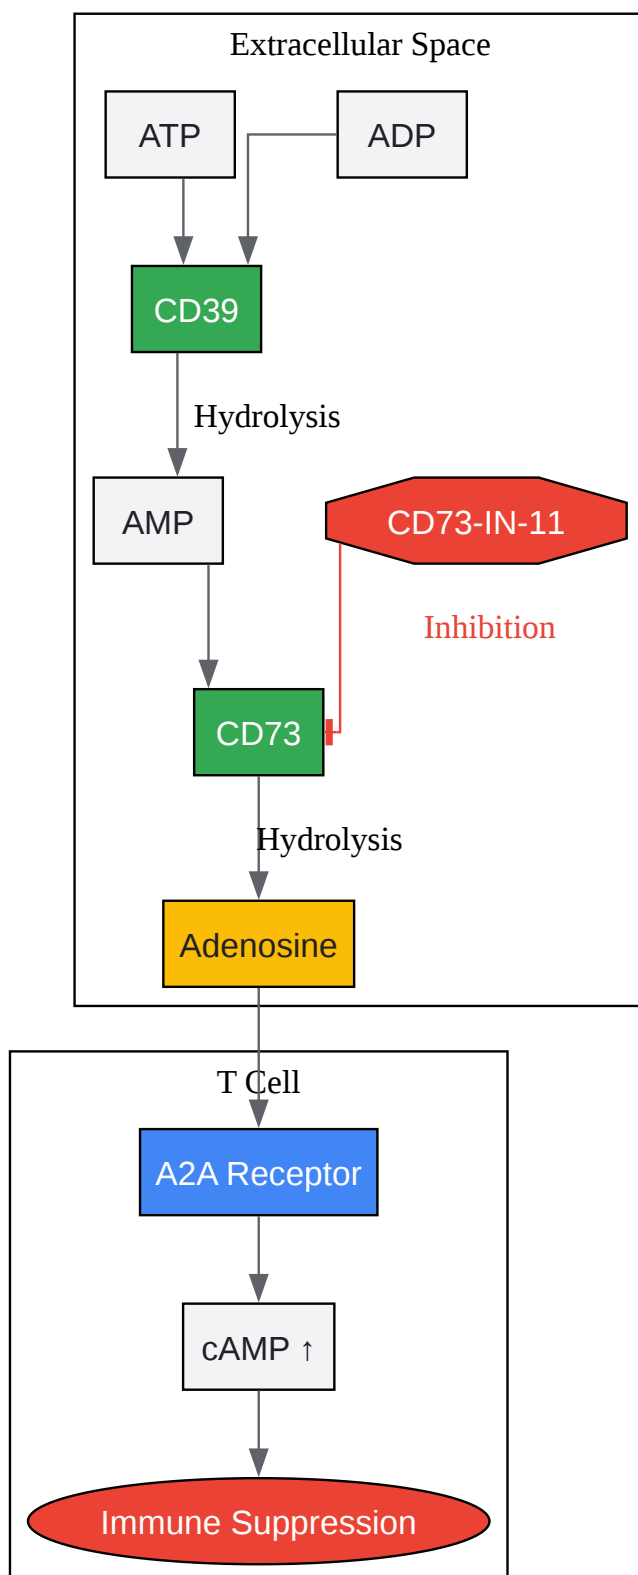 Extracellular Space
ATP
ADP
CD39
Hydrolysis
AMP
CD73-IN-11
Inhibition
CD73
Hydrolysis
Adenosine
T Cell
A2A Receptor
cAMP ↑
Immune Suppression